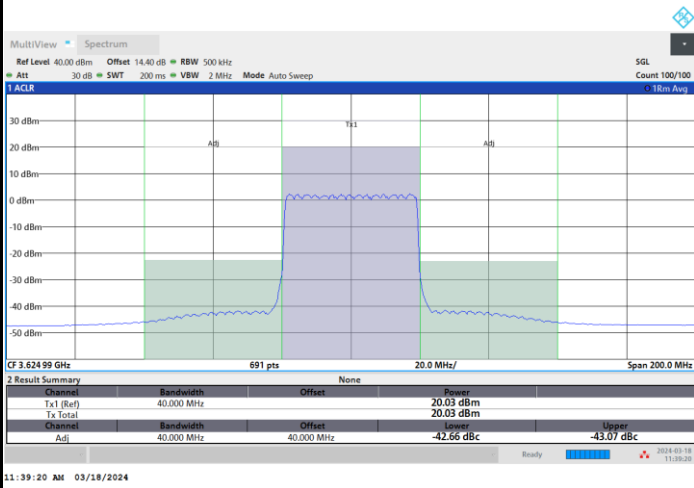 MultiView Spectrum
Ref Level 40.00 dBm Offset 14.40 dB RBW 500 kHz SGL
Att 30 dB SWT 200 ms VBW 2 MHz Mode Auto Sweep Count 100/100
1 ACLR 1Rm Avg
30 dBm
Tx1
20 dBm Adj Adj
10 dBm
0 dBm
-10 dBm
-20 dBm
-30 dBm
-40 dBm
-50 dBm
CF 3.624 99 GHz 691 pts 20.0 MHz/ Span 200.0 MHz
2 Result Summary None
Channel Bandwidth Offset Power
Tx1 (Ref) 40.000 MHz 20.03 dBm
Tx Total 20.03 dBm
Channel Bandwidth Offset Lower Upper
Adj 40.000 MHz 40.000 MHz -42.66 dBc -43.07 dBc
Ready 2024-03-18
11:39:20
11:39:20 AM 03/18/2024